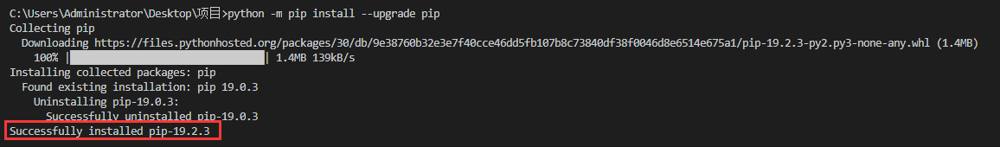 C:\Users\Administrator\Desktop\项目>python -m pip install --upgrade pip
Collecting pip
Downloading https://files.pythonhosted.org/packages/30/db/9e38760b32e3e7f40cce46dd5fb107b8c73840df38f0046d8e6514e675a1/pip-19.2.3-py2.py3-none-any.whl (1.4MB)
100% |████████████████████████████████| 1.4MB 139kB/s
Installing collected packages: pip
Found existing installation: pip 19.0.3
Uninstalling pip-19.0.3:
Successfully uninstalled pip-19.0.3
Successfully installed pip-19.2.3